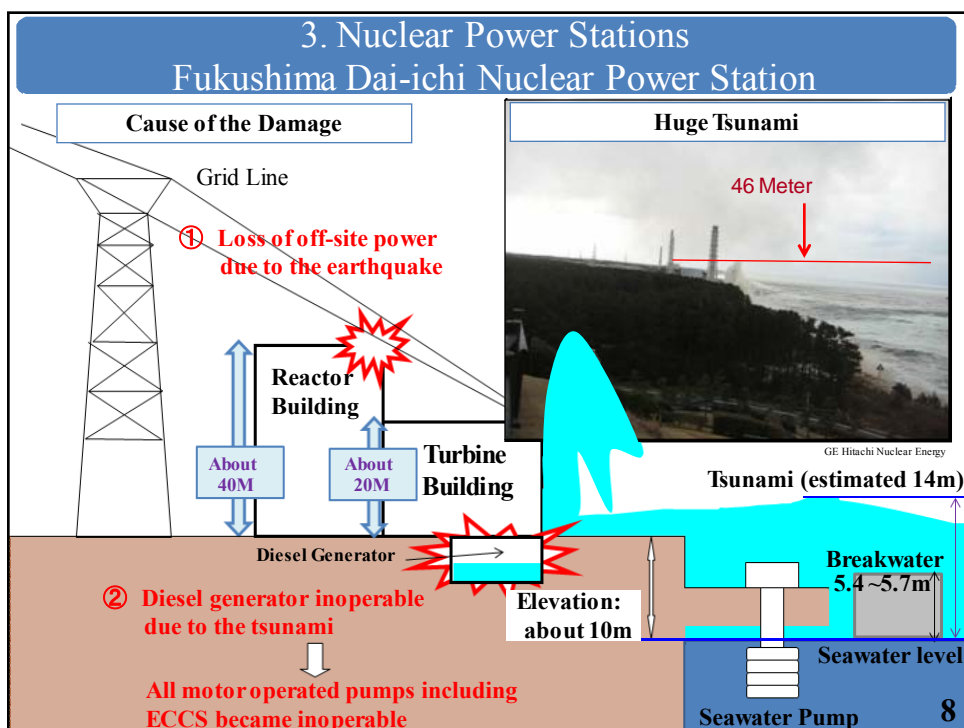 3. Nuclear Power Stations
Fukushima Dai-ichi Nuclear Power Station
Cause of the Damage
Huge Tsunami
Grid Line
46 Meter
① Loss of off-site power
due to the earthquake
Reactor
Building
About
40M
About
20M
Turbine
Building
GE Hitachi Nuclear Energy
Tsunami (estimated 14m)
Diesel Generator
Breakwater
5.4~5.7m
② Diesel generator inoperable
due to the tsunami
Elevation:
about 10m
Seawater level
All motor operated pumps including
ECCS became inoperable
Seawater Pump
8